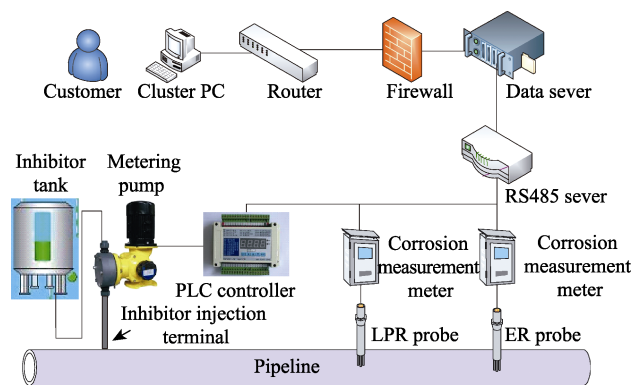 Customer
Cluster PC
Router
Firewall
Data sever
RS485 sever
Inhibitor
tank
Metering
pump
PLC controller
Corrosion
measurement
meter
Corrosion
measurement
meter
Inhibitor injection
terminal
LPR probe
ER probe
Pipeline